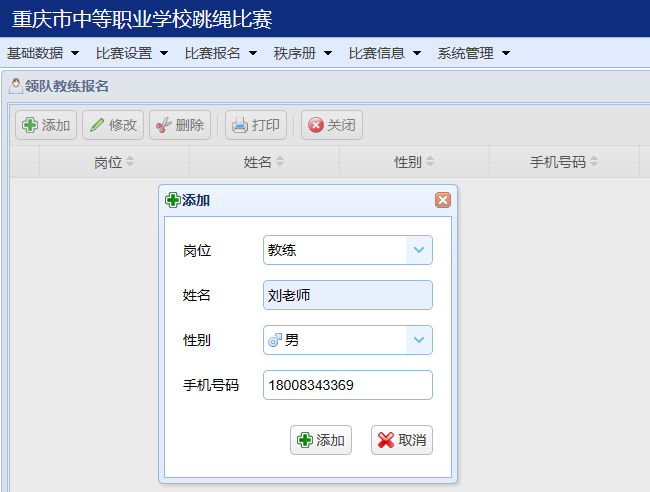 重庆市中等职业学校跳绳比赛
基础数据 比赛设置 比赛报名 秩序册 比赛信息 系统管理
领队教练报名
添加 修改 删除 打印 关闭
岗位 姓名 性别 手机号码
添加
岗位 教练
姓名 刘老师
性别 男
手机号码 18008343369
添加 取消